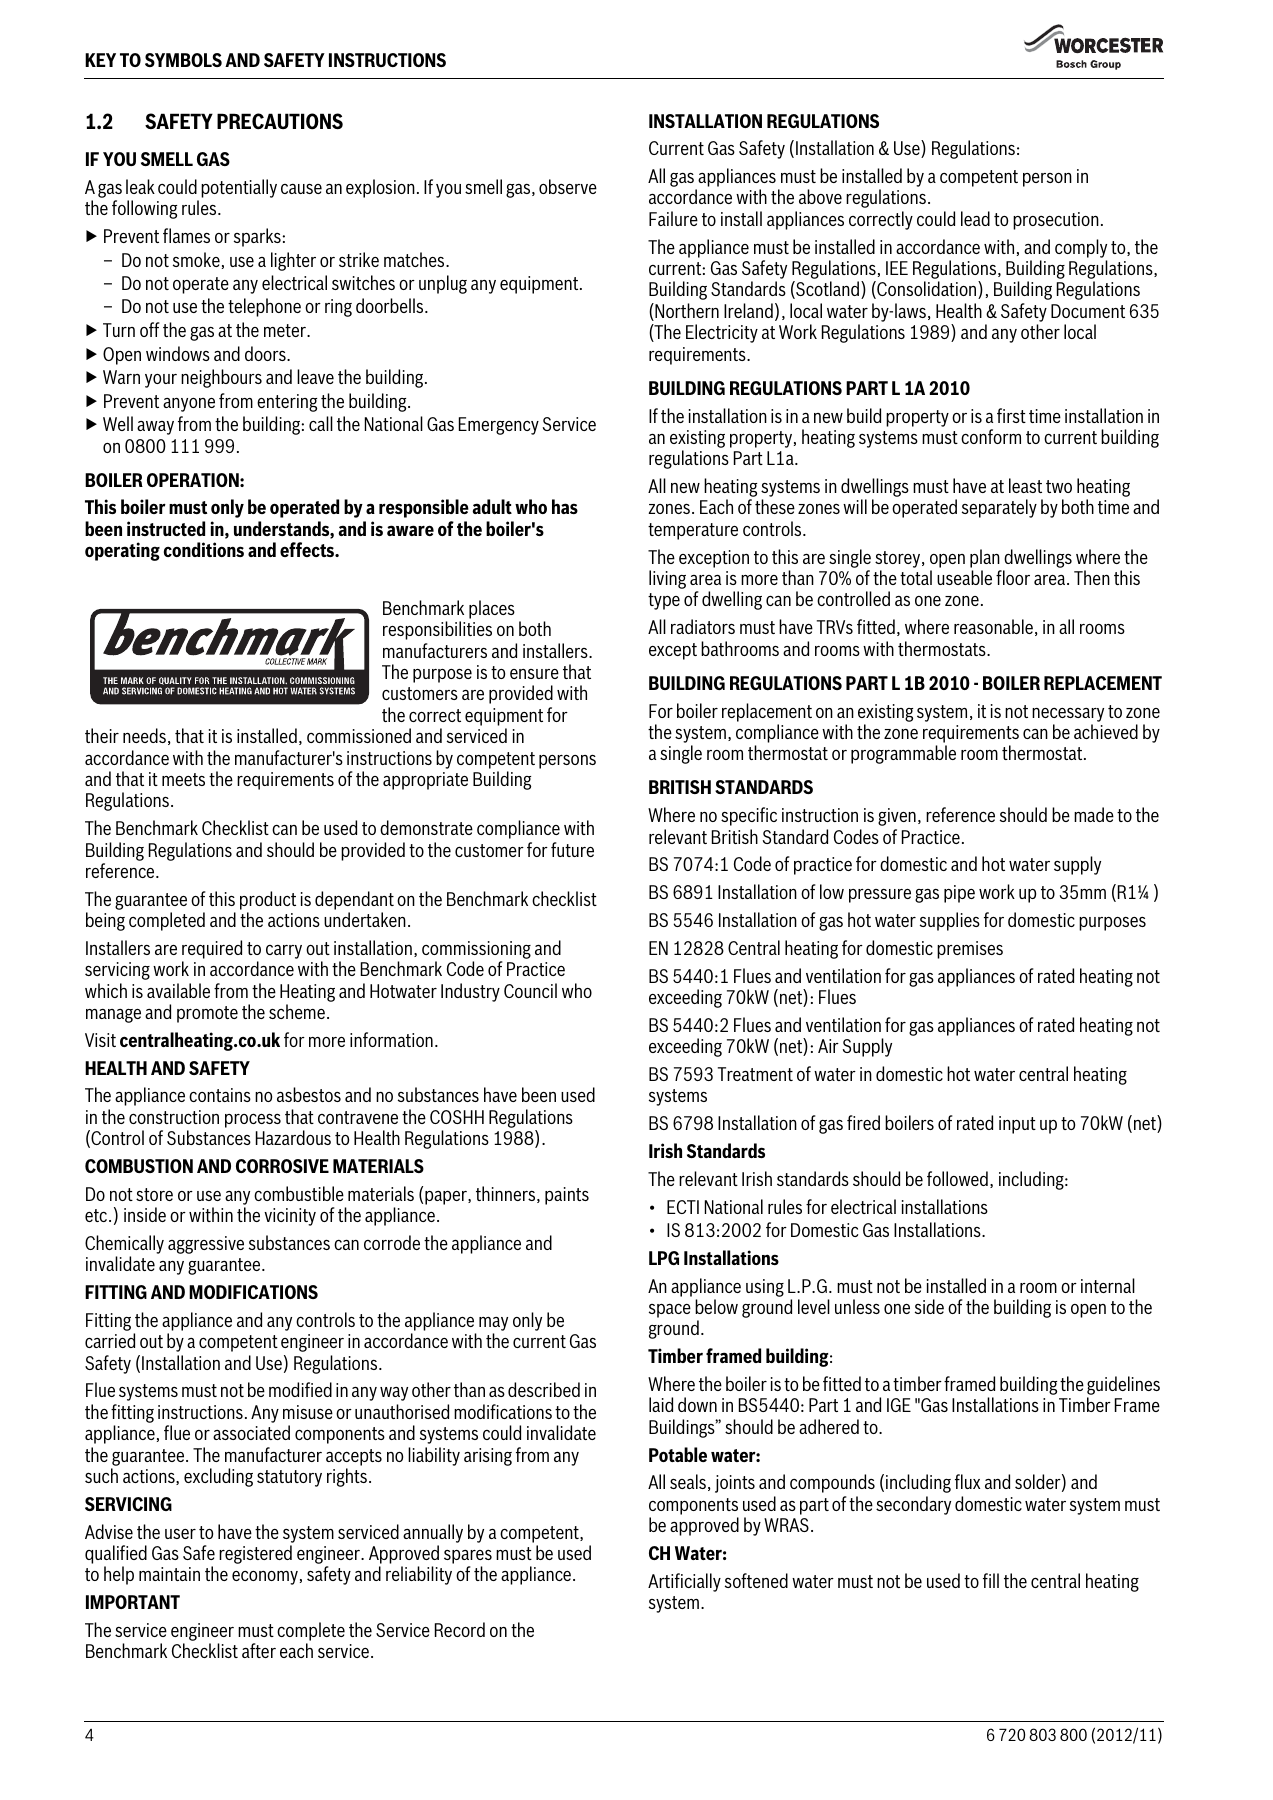 KEY TO SYMBOLS AND SAFETY INSTRUCTIONS
WORCESTER
Bosch Group
1.2 SAFETY PRECAUTIONS
IF YOU SMELL GAS
A gas leak could potentially cause an explosion. If you smell gas, observe
the following rules.
▶ Prevent flames or sparks:
– Do not smoke, use a lighter or strike matches.
– Do not operate any electrical switches or unplug any equipment.
– Do not use the telephone or ring doorbells.
▶ Turn off the gas at the meter.
▶ Open windows and doors.
▶ Warn your neighbours and leave the building.
▶ Prevent anyone from entering the building.
▶ Well away from the building: call the National Gas Emergency Service
on 0800 111 999.
BOILER OPERATION:
This boiler must only be operated by a responsible adult who has
been instructed in, understands, and is aware of the boiler's
operating conditions and effects.
benchmark
COLLECTIVE MARK
THE MARK OF QUALITY FOR THE INSTALLATION, COMMISSIONING
AND SERVICING OF DOMESTIC HEATING AND HOT WATER SYSTEMS
Benchmark places
responsibilities on both
manufacturers and installers.
The purpose is to ensure that
customers are provided with
the correct equipment for
their needs, that it is installed, commissioned and serviced in
accordance with the manufacturer's instructions by competent persons
and that it meets the requirements of the appropriate Building
Regulations.
The Benchmark Checklist can be used to demonstrate compliance with
Building Regulations and should be provided to the customer for future
reference.
The guarantee of this product is dependant on the Benchmark checklist
being completed and the actions undertaken.
Installers are required to carry out installation, commissioning and
servicing work in accordance with the Benchmark Code of Practice
which is available from the Heating and Hotwater Industry Council who
manage and promote the scheme.
Visit centralheating.co.uk for more information.
HEALTH AND SAFETY
The appliance contains no asbestos and no substances have been used
in the construction process that contravene the COSHH Regulations
(Control of Substances Hazardous to Health Regulations 1988).
COMBUSTION AND CORROSIVE MATERIALS
Do not store or use any combustible materials (paper, thinners, paints
etc.) inside or within the vicinity of the appliance.
Chemically aggressive substances can corrode the appliance and
invalidate any guarantee.
FITTING AND MODIFICATIONS
Fitting the appliance and any controls to the appliance may only be
carried out by a competent engineer in accordance with the current Gas
Safety (Installation and Use) Regulations.
Flue systems must not be modified in any way other than as described in
the fitting instructions. Any misuse or unauthorised modifications to the
appliance, flue or associated components and systems could invalidate
the guarantee. The manufacturer accepts no liability arising from any
such actions, excluding statutory rights.
SERVICING
Advise the user to have the system serviced annually by a competent,
qualified Gas Safe registered engineer. Approved spares must be used
to help maintain the economy, safety and reliability of the appliance.
IMPORTANT
The service engineer must complete the Service Record on the
Benchmark Checklist after each service.
INSTALLATION REGULATIONS
Current Gas Safety (Installation & Use) Regulations:
All gas appliances must be installed by a competent person in
accordance with the above regulations.
Failure to install appliances correctly could lead to prosecution.
The appliance must be installed in accordance with, and comply to, the
current: Gas Safety Regulations, IEE Regulations, Building Regulations,
Building Standards (Scotland) (Consolidation), Building Regulations
(Northern Ireland), local water by-laws, Health & Safety Document 635
(The Electricity at Work Regulations 1989) and any other local
requirements.
BUILDING REGULATIONS PART L 1A 2010
If the installation is in a new build property or is a first time installation in
an existing property, heating systems must conform to current building
regulations Part L1a.
All new heating systems in dwellings must have at least two heating
zones. Each of these zones will be operated separately by both time and
temperature controls.
The exception to this are single storey, open plan dwellings where the
living area is more than 70% of the total useable floor area. Then this
type of dwelling can be controlled as one zone.
All radiators must have TRVs fitted, where reasonable, in all rooms
except bathrooms and rooms with thermostats.
BUILDING REGULATIONS PART L 1B 2010 - BOILER REPLACEMENT
For boiler replacement on an existing system, it is not necessary to zone
the system, compliance with the zone requirements can be achieved by
a single room thermostat or programmable room thermostat.
BRITISH STANDARDS
Where no specific instruction is given, reference should be made to the
relevant British Standard Codes of Practice.
BS 7074:1 Code of practice for domestic and hot water supply
BS 6891 Installation of low pressure gas pipe work up to 35mm (R1¼ )
BS 5546 Installation of gas hot water supplies for domestic purposes
EN 12828 Central heating for domestic premises
BS 5440:1 Flues and ventilation for gas appliances of rated heating not
exceeding 70kW (net): Flues
BS 5440:2 Flues and ventilation for gas appliances of rated heating not
exceeding 70kW (net): Air Supply
BS 7593 Treatment of water in domestic hot water central heating
systems
BS 6798 Installation of gas fired boilers of rated input up to 70kW (net)
Irish Standards
The relevant Irish standards should be followed, including:
• ECTI National rules for electrical installations
• IS 813:2002 for Domestic Gas Installations.
LPG Installations
An appliance using L.P.G. must not be installed in a room or internal
space below ground level unless one side of the building is open to the
ground.
Timber framed building:
Where the boiler is to be fitted to a timber framed building the guidelines
laid down in BS5440: Part 1 and IGE "Gas Installations in Timber Frame
Buildings” should be adhered to.
Potable water:
All seals, joints and compounds (including flux and solder) and
components used as part of the secondary domestic water system must
be approved by WRAS.
CH Water:
Artificially softened water must not be used to fill the central heating
system.
4
6 720 803 800 (2012/11)